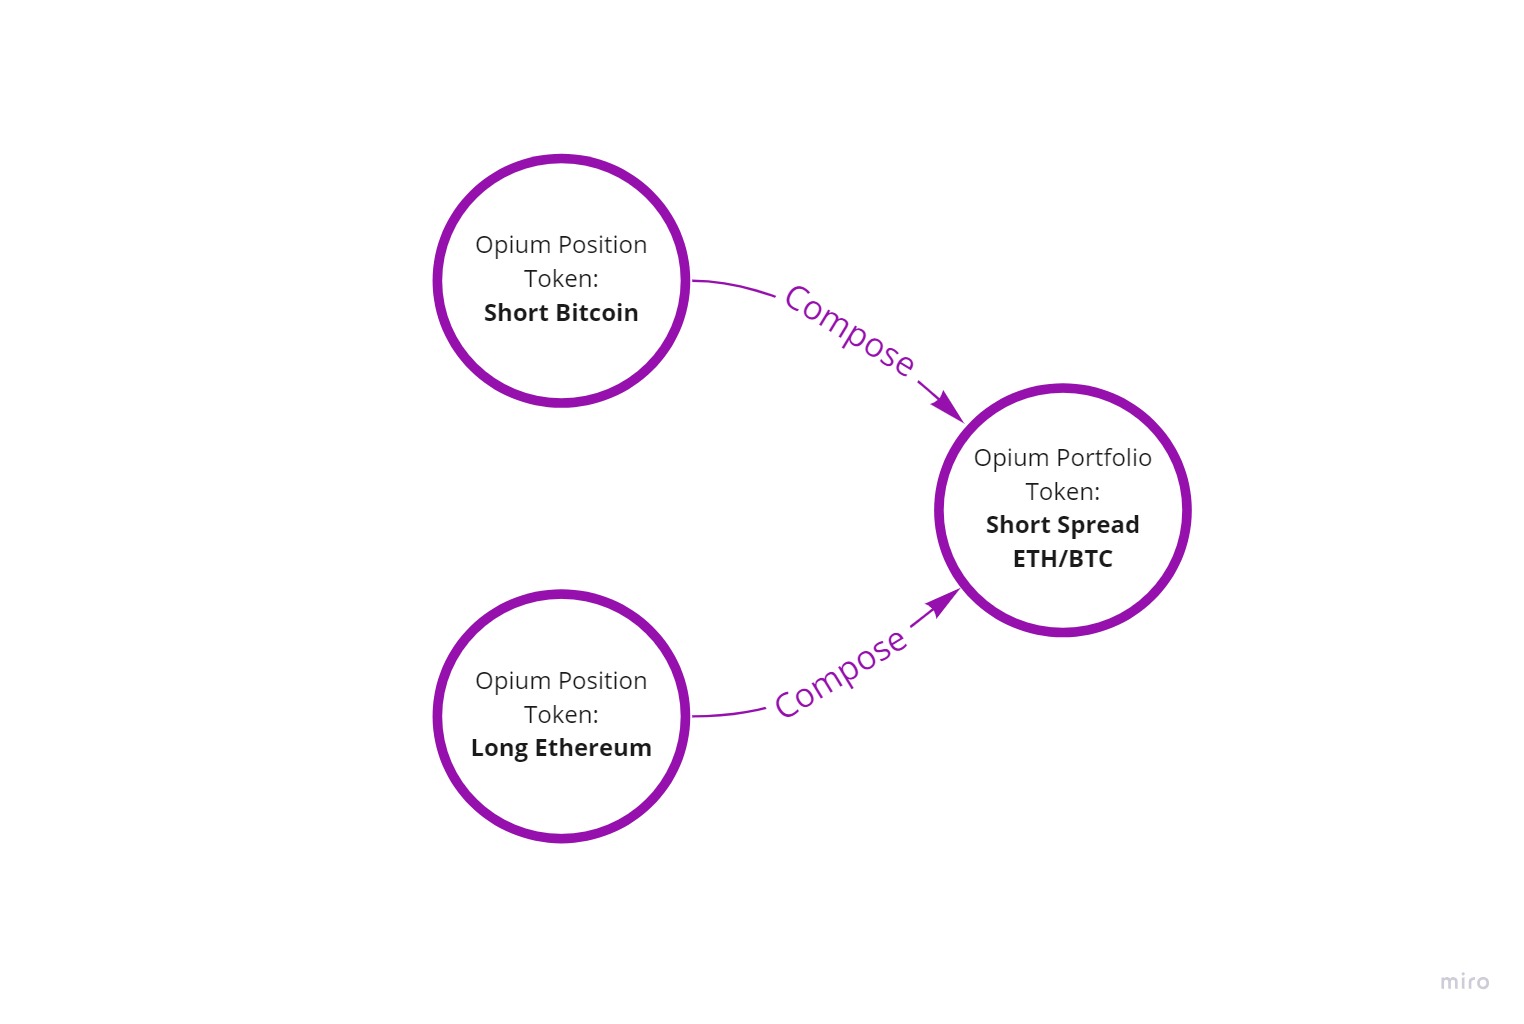 Opium Position
Token:
Short Bitcoin
Compose
Opium Portfolio
Token:
Short Spread
ETH/BTC
Opium Position
Token:
Long Ethereum
Compose
miro